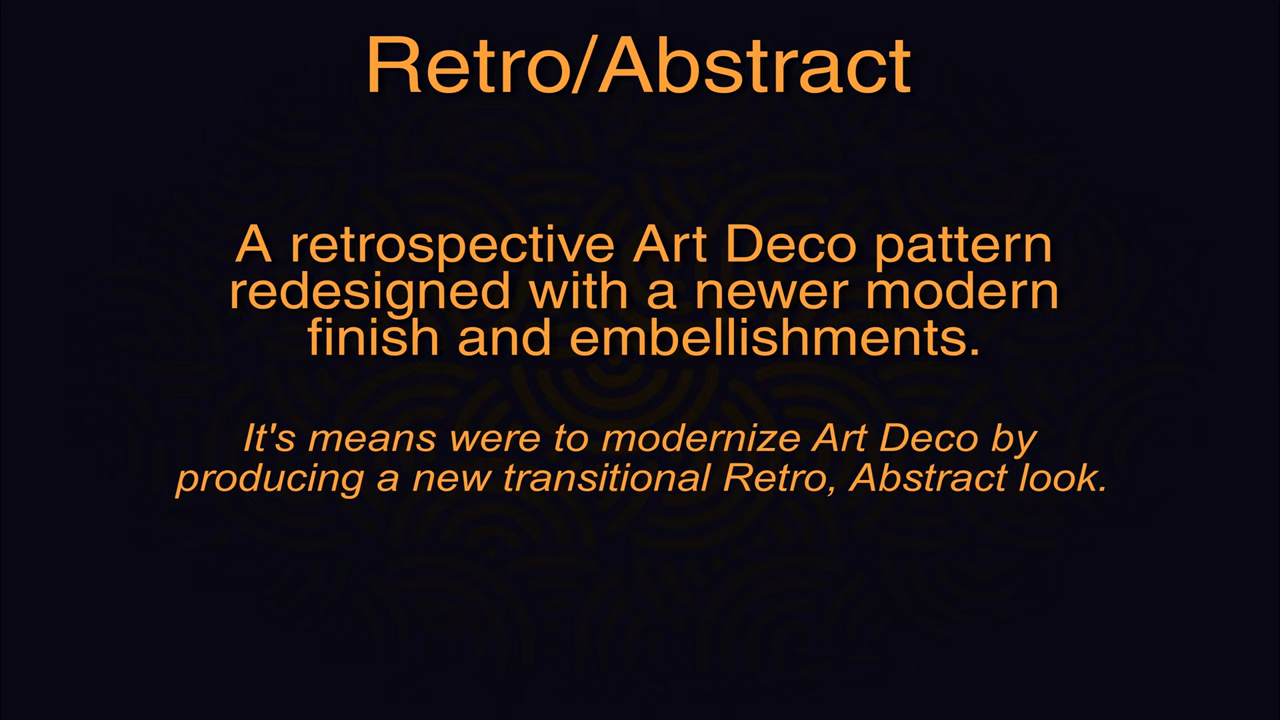 Retro/Abstract
A retrospective Art Deco pattern
redesigned with a newer modern
finish and embellishments.
It's means were to modernize Art Deco by
producing a new transitional Retro, Abstract look.